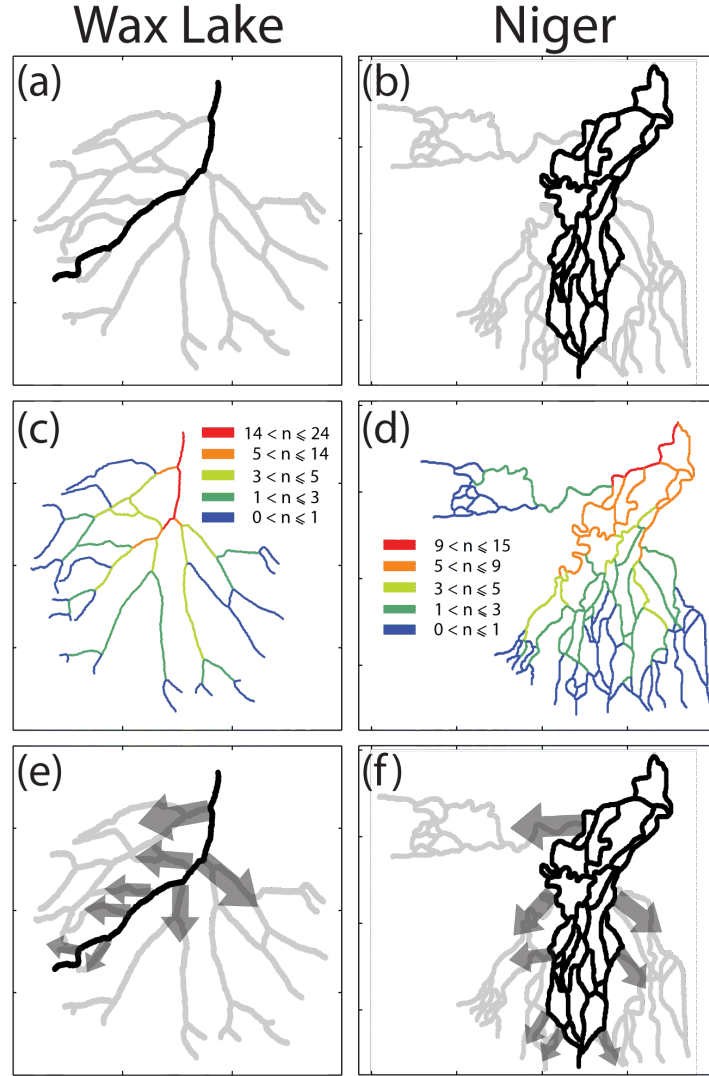 Wax Lake
Niger
(a)
(b)
(c)
14 < n ⩽ 24
5 < n ⩽ 14
3 < n ⩽ 5
1 < n ⩽ 3
0 < n ⩽ 1
(d)
9 < n ⩽ 15
5 < n ⩽ 9
3 < n ⩽ 5
1 < n ⩽ 3
0 < n ⩽ 1
(e)
(f)